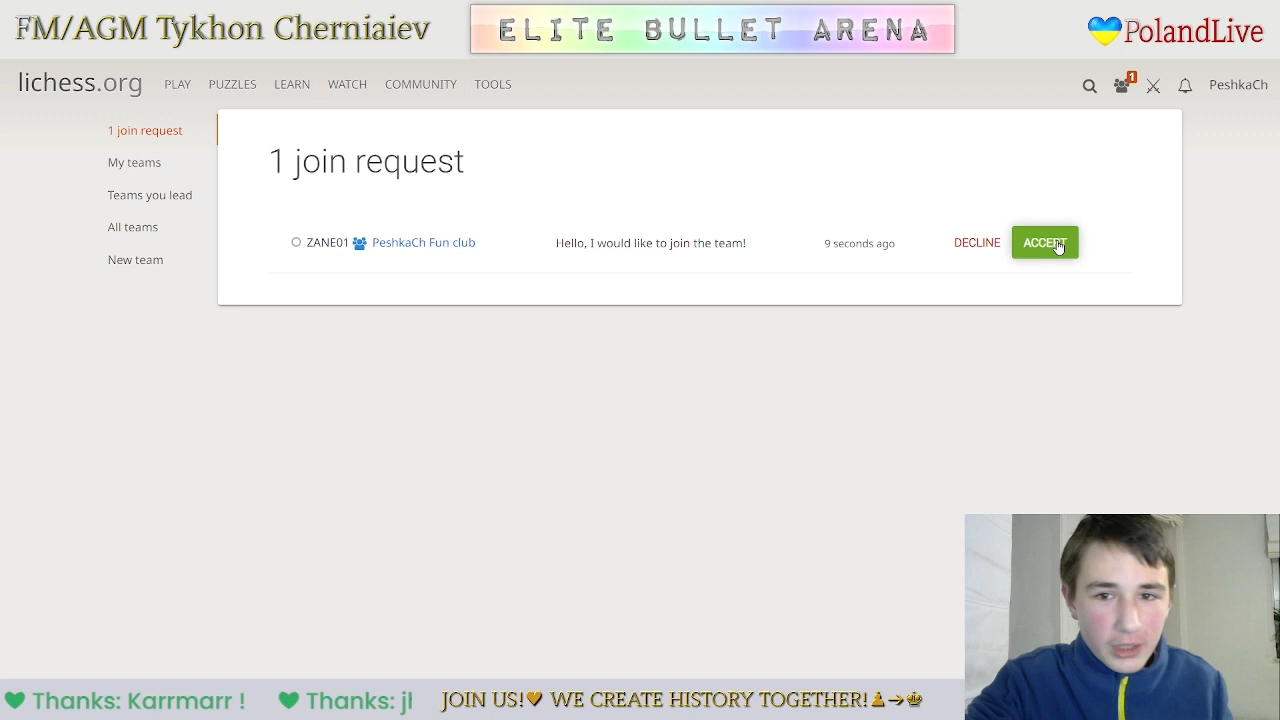 FM/AGM Tykhon Cherniaiev
ELITE BULLET ARENA
PolandLive
lichess.org PLAY PUZZLES LEARN WATCH COMMUNITY TOOLS 1 PeshkaCh
1 join request
My teams
Teams you lead
All teams
New team
1 join request
ZANE01 PeshkaCh Fun club Hello, I would like to join the team! 9 seconds ago DECLINE ACCEPT
Thanks: Karrmarr ! Thanks: jl JOIN US! WE CREATE HISTORY TOGETHER!